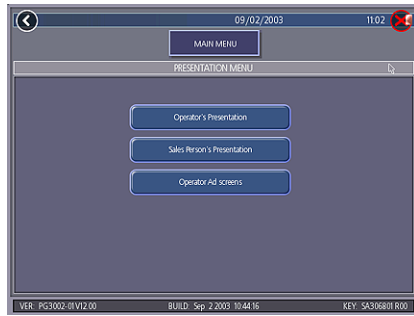 09/02/2003 11:02
MAIN MENU
PRESENTATION MENU
Operator's Presentation
Sales Person's Presentation
Operator Ad screens
VER: PG3002-01V12.00 BUILD: Sep 2 2003 10:44:16 KEY: SA306801 R00